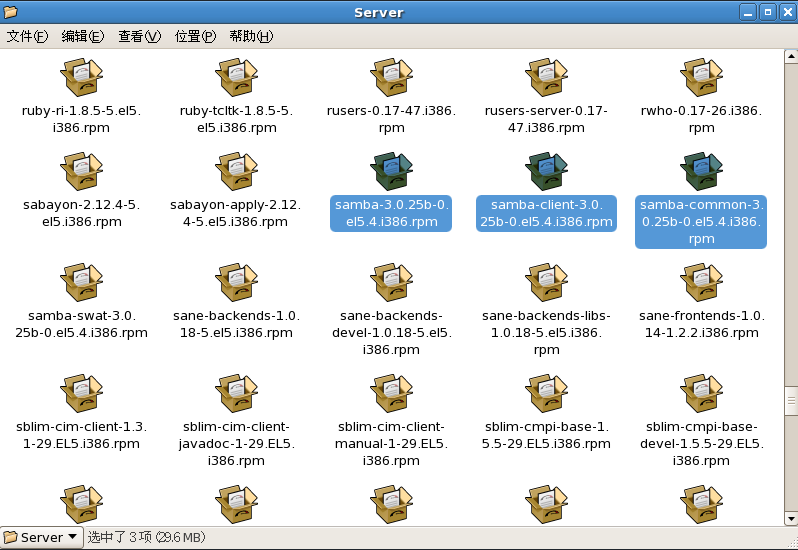 Server
文件(F) 编辑(E) 查看(V) 位置(P) 帮助(H)
ruby-ri-1.8.5-5.el5.
i386.rpm
ruby-tcltk-1.8.5-5.
el5.i386.rpm
rusers-0.17-47.i386.
rpm
rusers-server-0.17-
47.i386.rpm
rwho-0.17-26.i386.
rpm
sabayon-2.12.4-5.
el5.i386.rpm
sabayon-apply-2.12.
4-5.el5.i386.rpm
samba-3.0.25b-0.
el5.4.i386.rpm
samba-client-3.0.
25b-0.el5.4.i386.rpm
samba-common-3.
0.25b-0.el5.4.i386.
rpm
samba-swat-3.0.
25b-0.el5.4.i386.rpm
sane-backends-1.0.
18-5.el5.i386.rpm
sane-backends-
devel-1.0.18-5.el5.
i386.rpm
sane-backends-libs-
1.0.18-5.el5.i386.
rpm
sane-frontends-1.0.
14-1.2.2.i386.rpm
sblim-cim-client-1.3.
1-29.EL5.i386.rpm
sblim-cim-client-
javadoc-1-29.EL5.
i386.rpm
sblim-cim-client-
manual-1-29.EL5.
i386.rpm
sblim-cmpi-base-1.
5.5-29.EL5.i386.rpm
sblim-cmpi-base-
devel-1.5.5-29.EL5.
i386.rpm
Server 选中了 3 项 (29.6 MB)